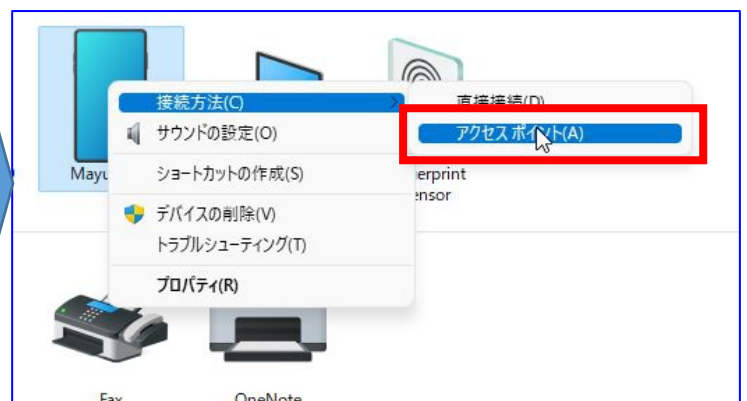 接続方法(C)
直接接続(D)
サウンドの設定(O)
アクセス ポイント(A)
Mayu
ショートカットの作成(S)
erprint
ensor
デバイスの削除(V)
トラブルシューティング(T)
プロパティ(R)
Fax
OneNote